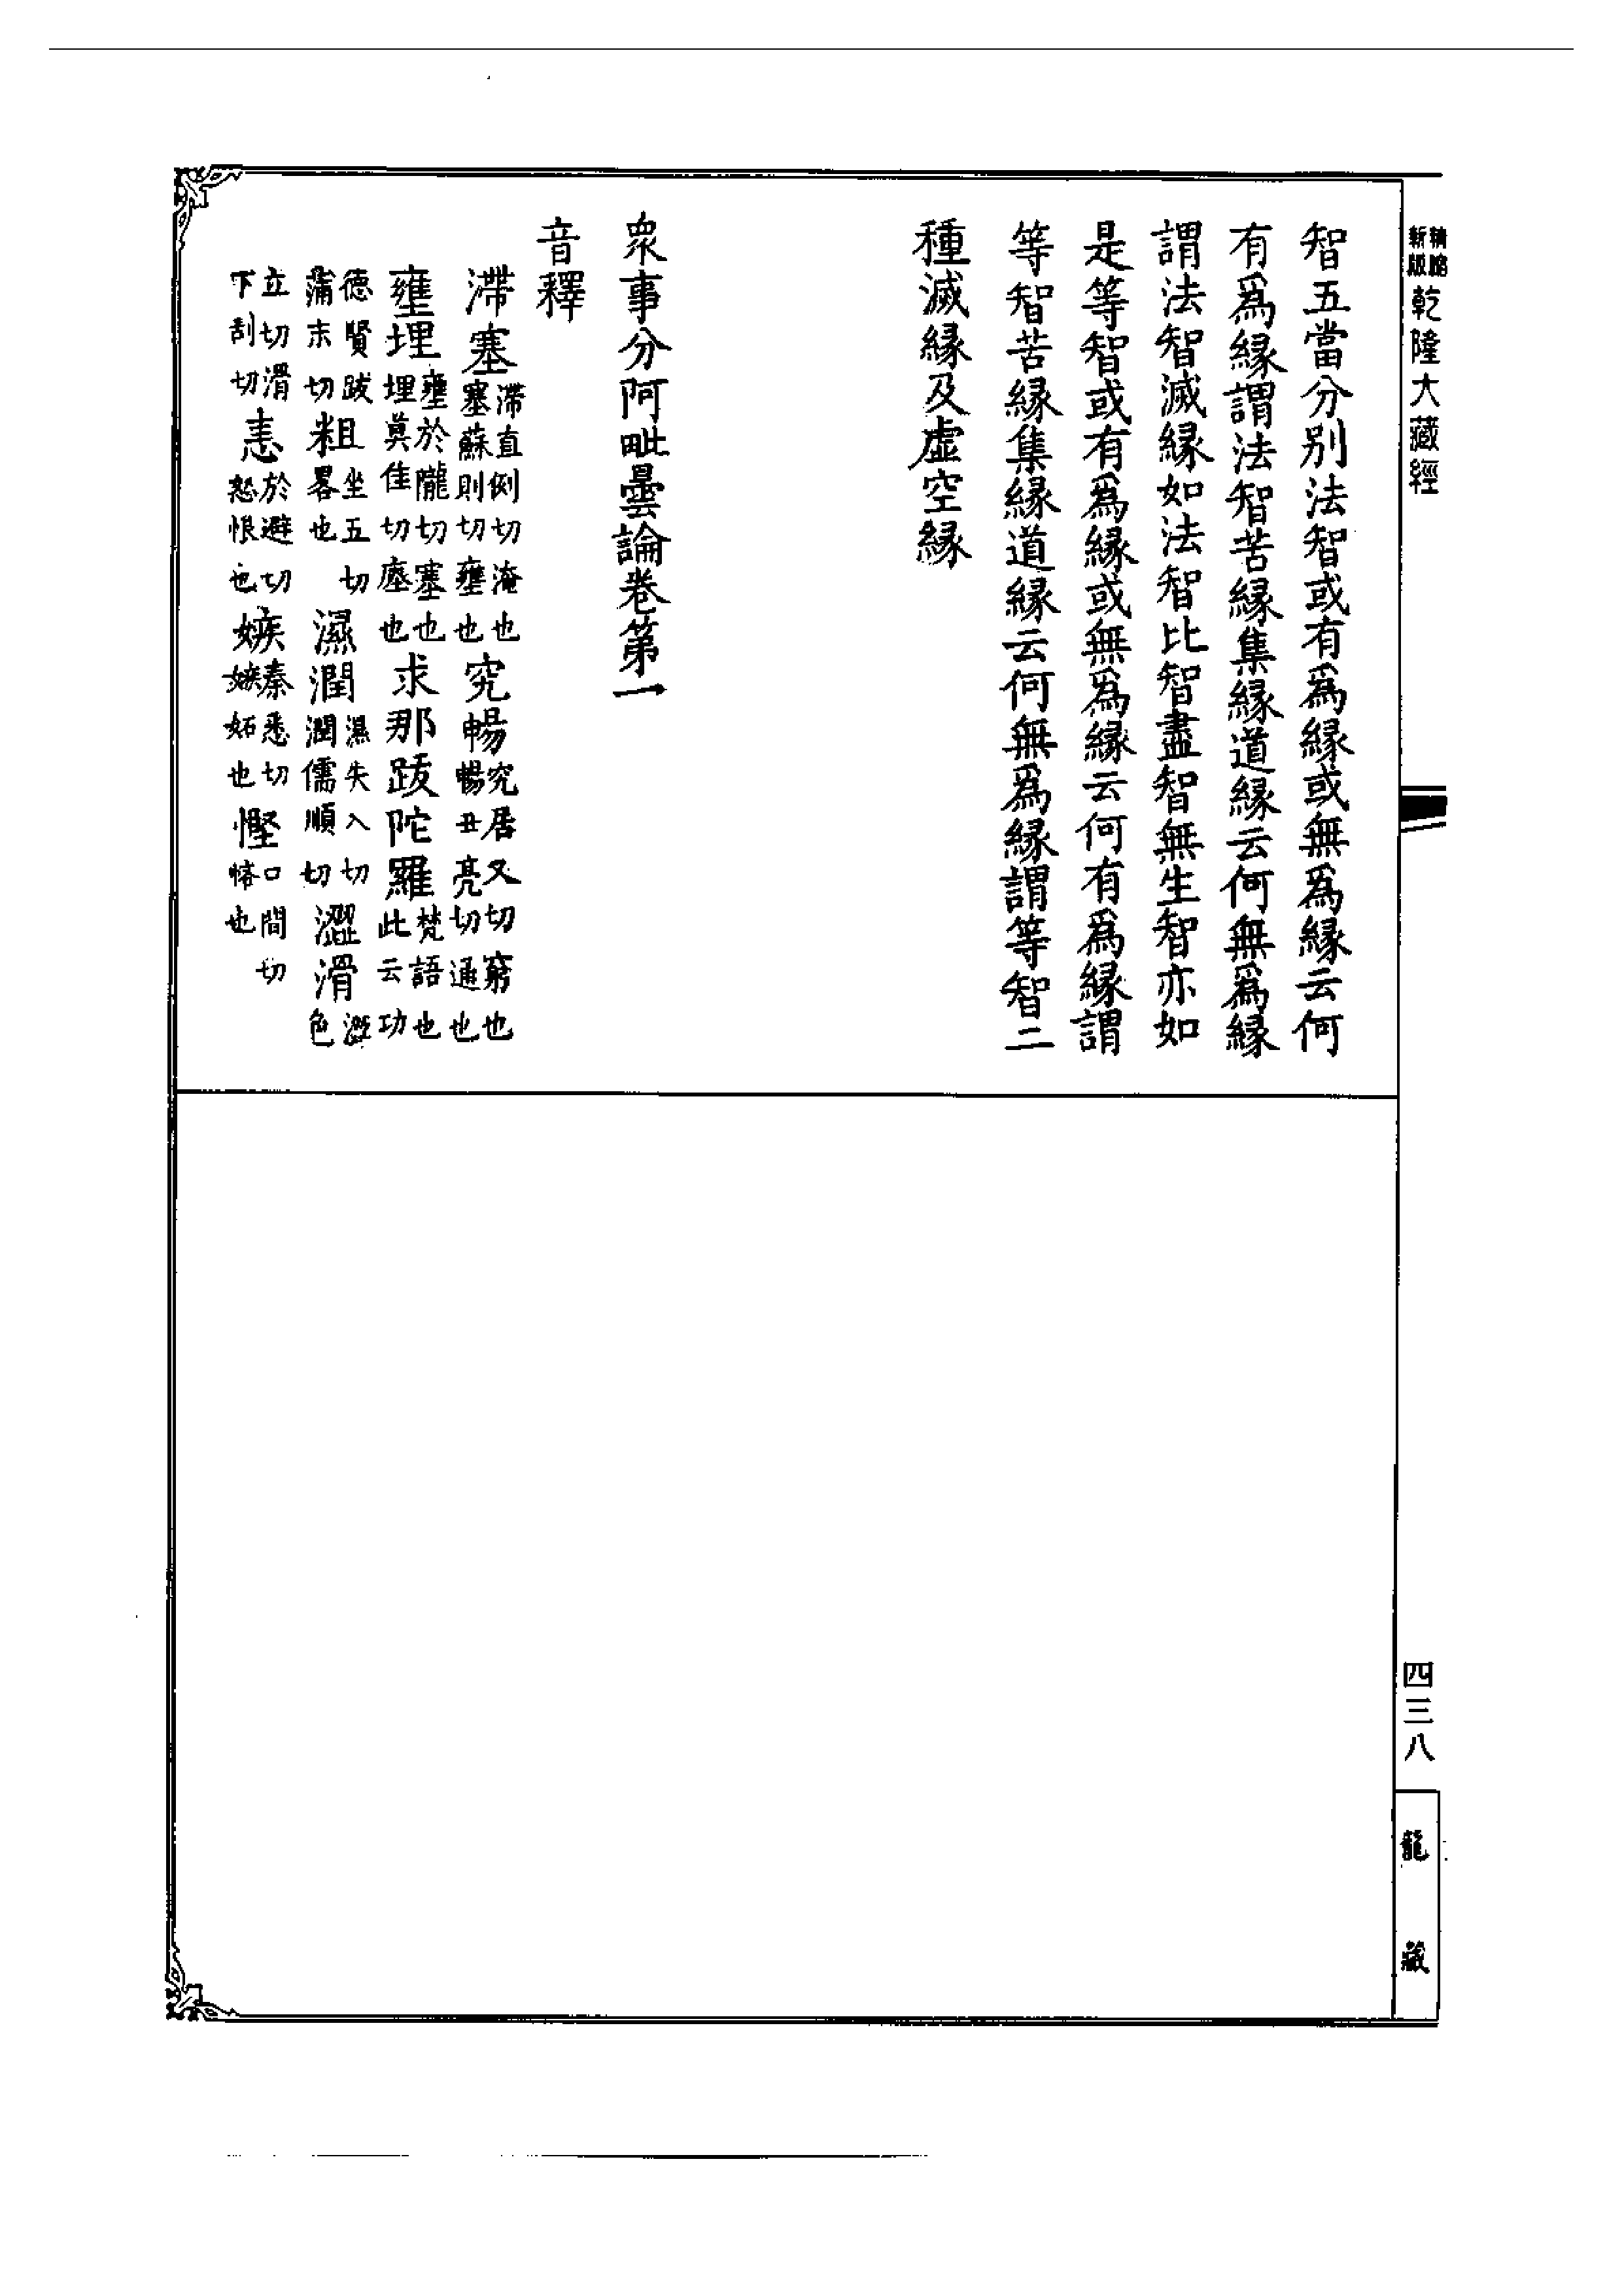 新版
精縮
乾隆大藏經
智五當分別法智或有爲緣或無爲緣云何
有爲緣謂法智苦緣集緣道緣云何無爲緣
謂法智滅緣如法智比智盡智無生智亦如
是等智或有爲緣或無爲緣云何有爲緣謂
等智苦緣集緣道緣云何無爲緣謂等智二
種滅緣及虛空緣
衆事分阿毗曇論卷第一
音釋
滯塞滯直例切淹也塞蘇則切壅也究暢究居又切窮也暢丑亮切通也
壅埋壅於隴切塞也埋莫佳切塵也求那跋陀羅梵語也此云功
德賢跋蒲末切粗坐五切畧也濕潤濕失入切潤儒順切澀滑澀色
立切滑下刮切恚於避切怒恨也嫉秦悉切嫉妬也慳口間切悋也
四三八
龍藏